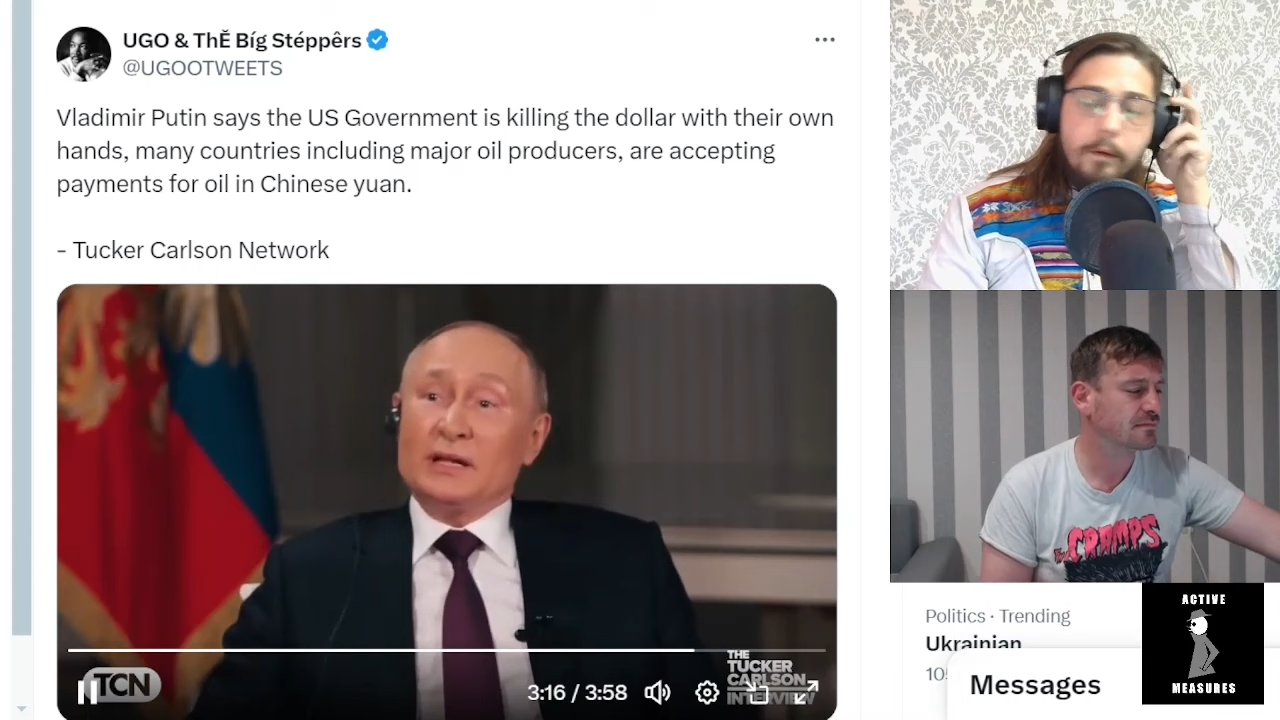 UGO & ThĔ Bíg Stéppêrs
@UGOOTWEETS
Vladimir Putin says the US Government is killing the dollar with their own
hands, many countries including major oil producers, are accepting
payments for oil in Chinese yuan.
- Tucker Carlson Network
TCN
3:16 / 3:58
THE
TUCKER
CARLSON
INTERVIEW
THE CRAMPS
Politics · Trending
Ukrainian
Messages
ACTIVE
MEASURES